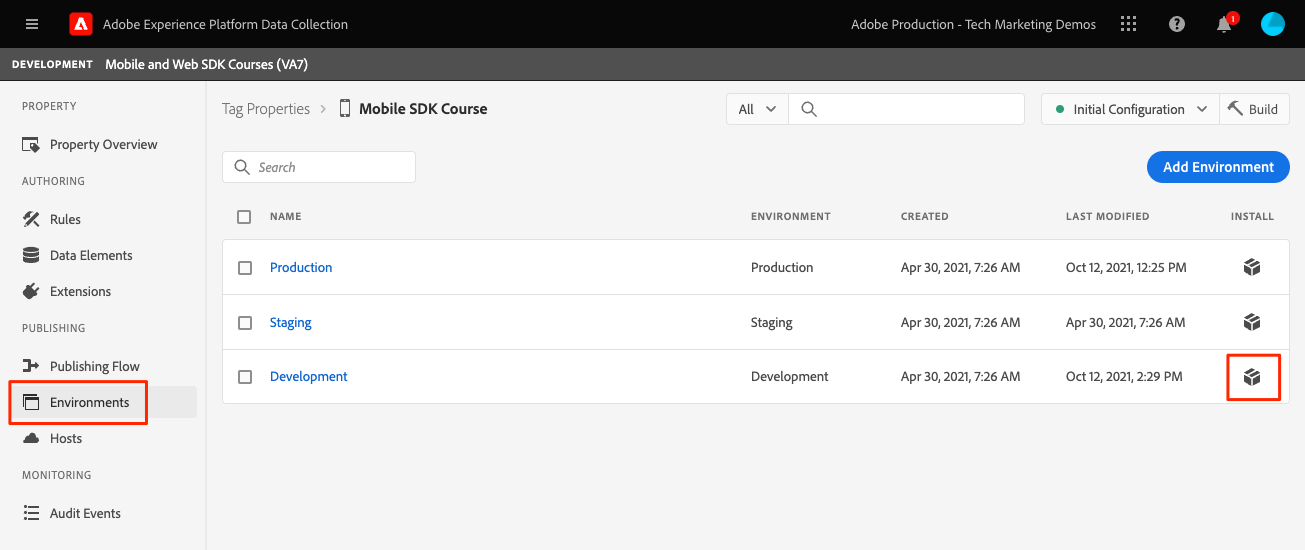 Adobe Experience Platform Data Collection
Adobe Production - Tech Marketing Demos
1
DEVELOPMENT Mobile and Web SDK Courses (VA7)
PROPERTY
Property Overview
AUTHORING
Rules
Data Elements
Extensions
PUBLISHING
Publishing Flow
Environments
Hosts
MONITORING
Audit Events
Tag Properties > Mobile SDK Course
All
Initial Configuration
Build
Search
Add Environment
NAME ENVIRONMENT CREATED LAST MODIFIED INSTALL
Production Production Apr 30, 2021, 7:26 AM Oct 12, 2021, 12:25 PM
Staging Staging Apr 30, 2021, 7:26 AM Apr 30, 2021, 7:26 AM
Development Development Apr 30, 2021, 7:26 AM Oct 12, 2021, 2:29 PM